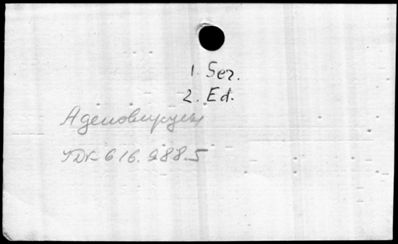 1. Ser.
2. Ed.
Аденовирусы
УДК 616.988.5